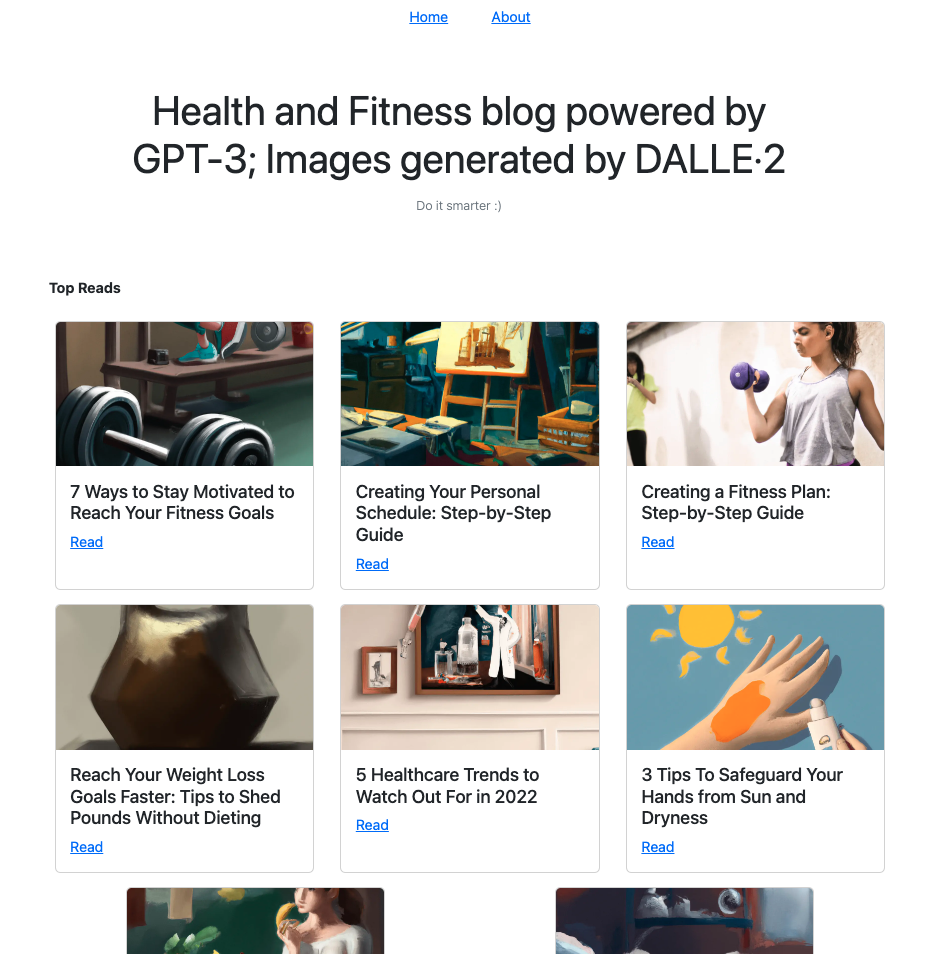 Home About
Health and Fitness blog powered by
GPT-3; Images generated by DALLE·2
Do it smarter :)
Top Reads
7 Ways to Stay Motivated to
Reach Your Fitness Goals
Read
Creating Your Personal
Schedule: Step-by-Step
Guide
Read
Creating a Fitness Plan:
Step-by-Step Guide
Read
Reach Your Weight Loss
Goals Faster: Tips to Shed
Pounds Without Dieting
Read
5 Healthcare Trends to
Watch Out For in 2022
Read
3 Tips To Safeguard Your
Hands from Sun and
Dryness
Read